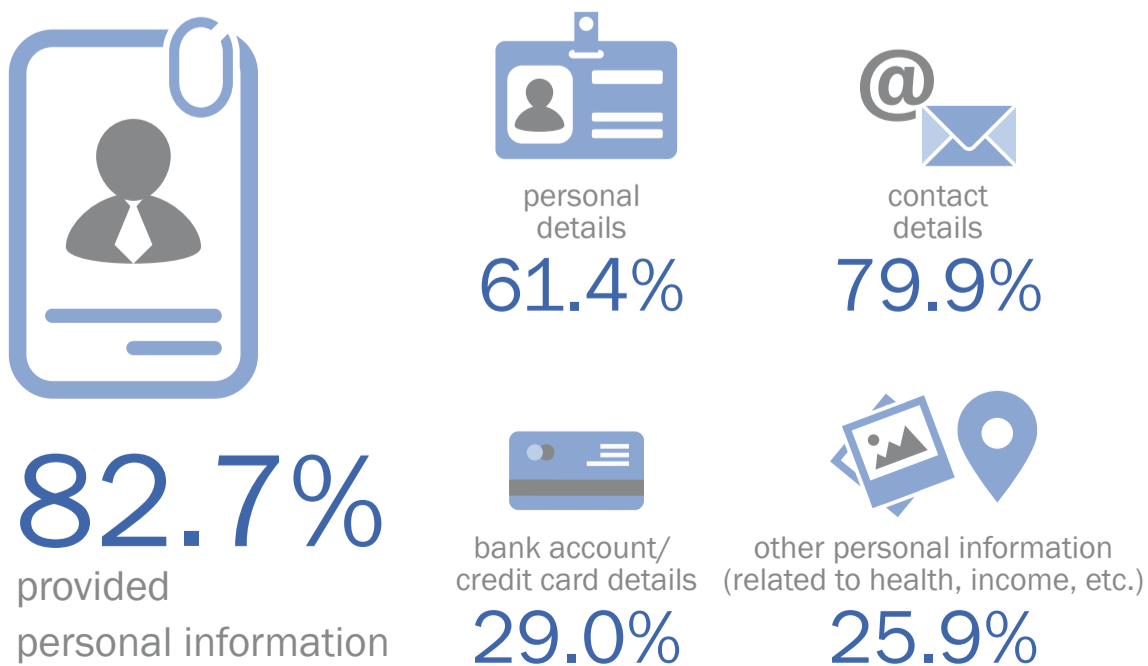 82.7%
provided
personal information
personal
details
61.4%
@
contact
details
79.9%
bank account/
credit card details
29.0%
other personal information
(related to health, income, etc.)
25.9%